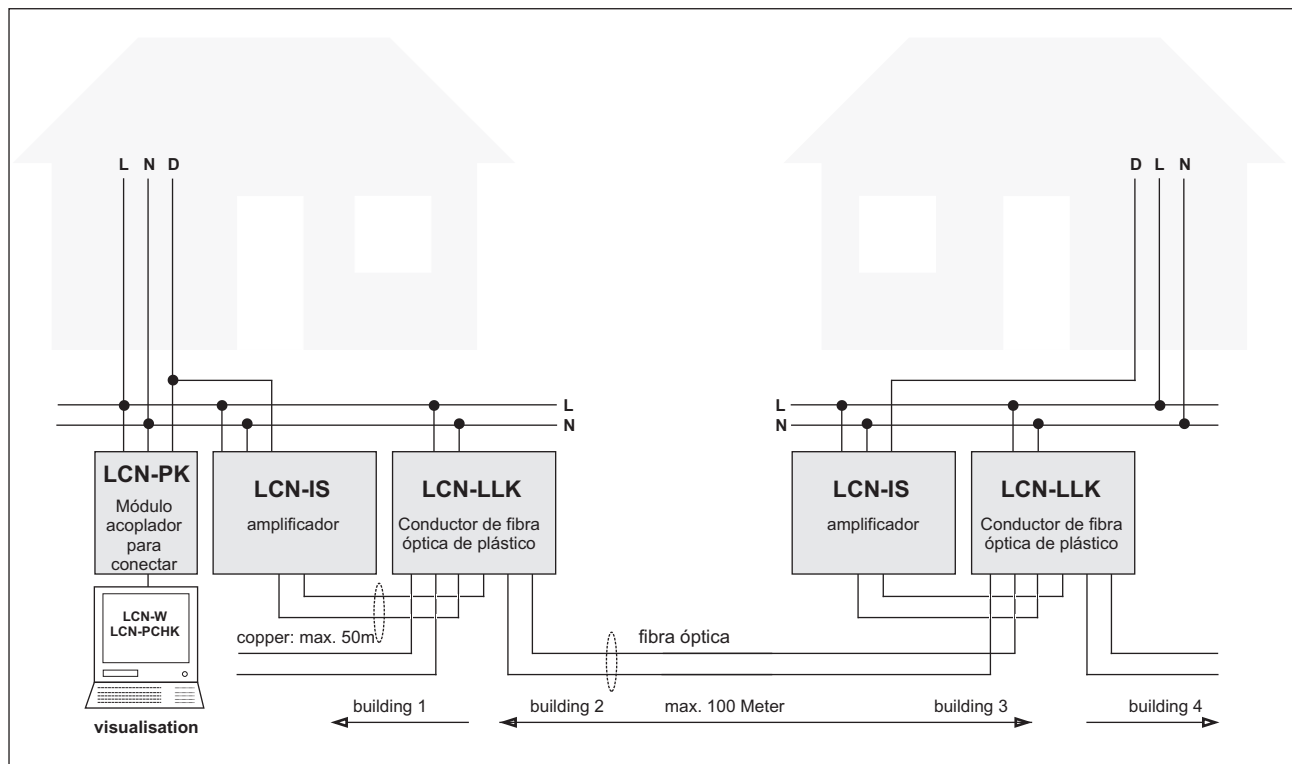 L N D
D L N
L
N
L
N
LCN-PK
Módulo
acoplador
para
conectar
LCN-IS
amplificador
LCN-LLK
Conductor de fibra
óptica de plástico
LCN-IS
amplificador
LCN-LLK
Conductor de fibra
óptica de plástico
LCN-W
LCN-PCHK
visualisation
copper: max. 50m
fibra óptica
building 1
building 2
max. 100 Meter
building 3
building 4